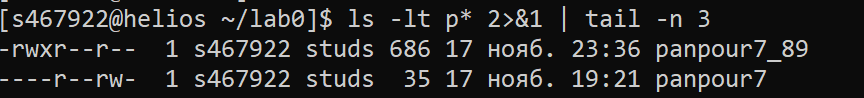 [s467922@helios ~/lab0]$ ls -lt p* 2>&1 | tail -n 3
-rwxr--r--  1 s467922 studs 686 17 нояб. 23:36 panpour7_89
----r--rw-  1 s467922 studs  35 17 нояб. 19:21 panpour7